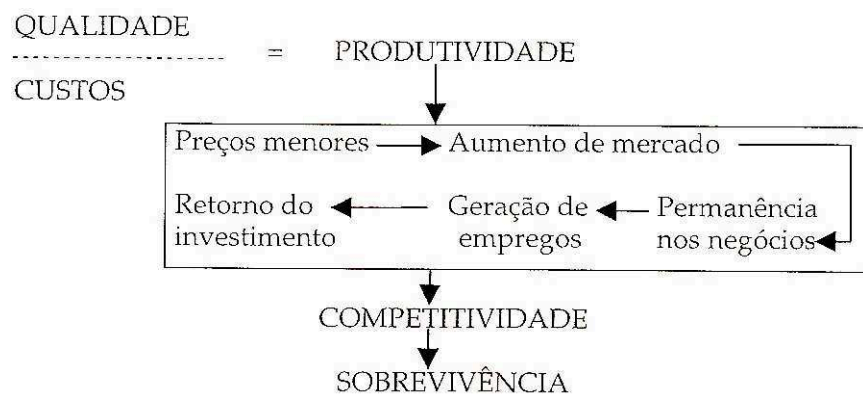 QUALIDADE
= PRODUTIVIDADE
CUSTOS
Preços menores Aumento de mercado
Retorno do Geração de Permanência
investimento empregos nos negócios
COMPETITIVIDADE
SOBREVIVÊNCIA